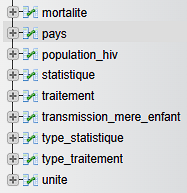 mortalite
pays
population_hiv
statistique
traitement
transmission_mere_enfant
type_statistique
type_traitement
unite